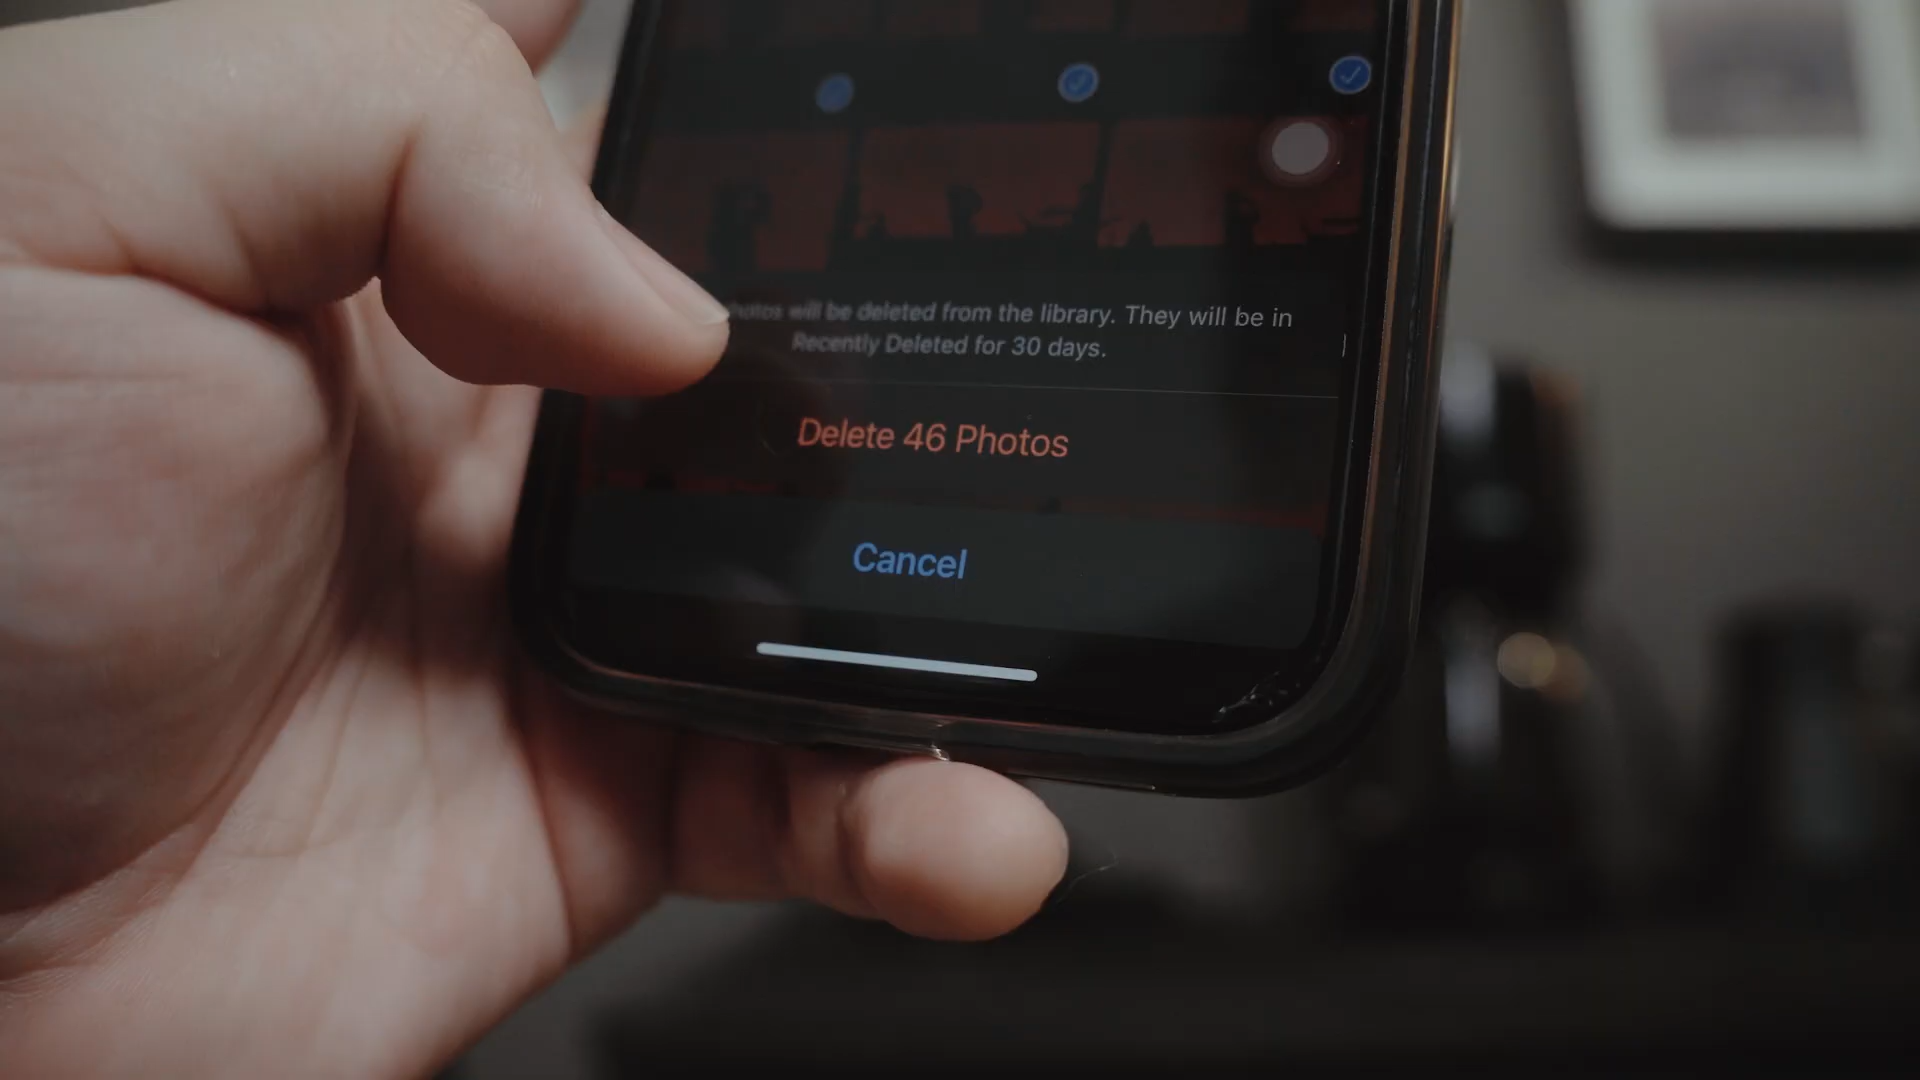 photos will be deleted from the library. They will be in
Recently Deleted for 30 days.
Delete 46 Photos
Cancel